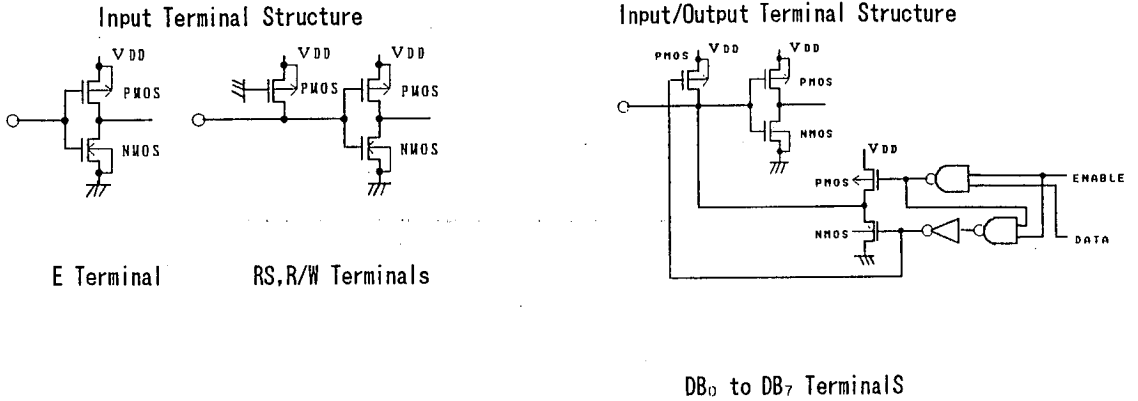 Input Terminal Structure
Input/Output Terminal Structure
VDD
PMOS
NMOS
E Terminal
VDD
PMOS
VDD
PMOS
NMOS
RS,R/W Terminals
PMOS
VDD
VDD
PMOS
NMOS
VDD
PMOS
NMOS
ENABLE
DATA
DB0 to DB7 TerminalS